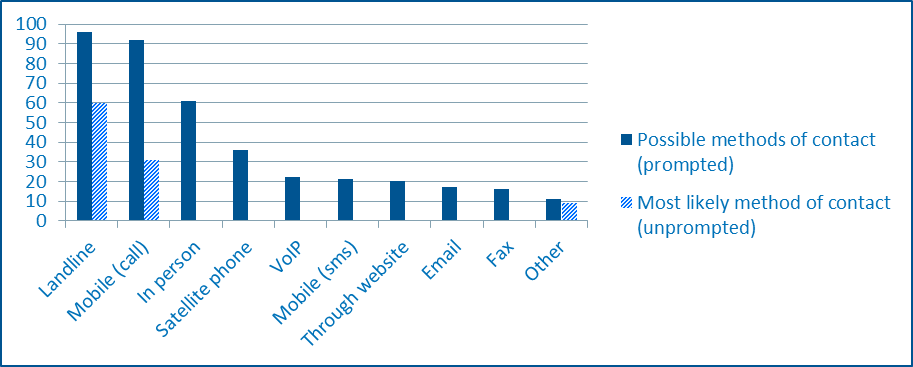 100
90
80
70
60
50
40
30
20
10
0
Landline
Mobile (call)
In person
Satellite phone
VoIP
Mobile (sms)
Through website
Email
Fax
Other
Possible methods of contact
(prompted)
Most likely method of contact
(unprompted)